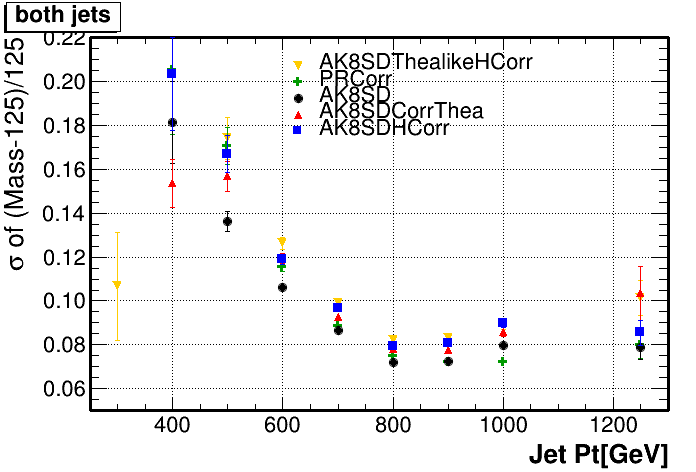 both jets
0.22
0.20
0.18
0.16
0.14
0.12
0.10
0.08
0.06
σ of (Mass-125)/125
AK8SDThealikeHCorr
PRCorr
AK8SD
AK8SDCorrThea
AK8SDHCorr
400 600 800 1000 1200
Jet Pt[GeV]